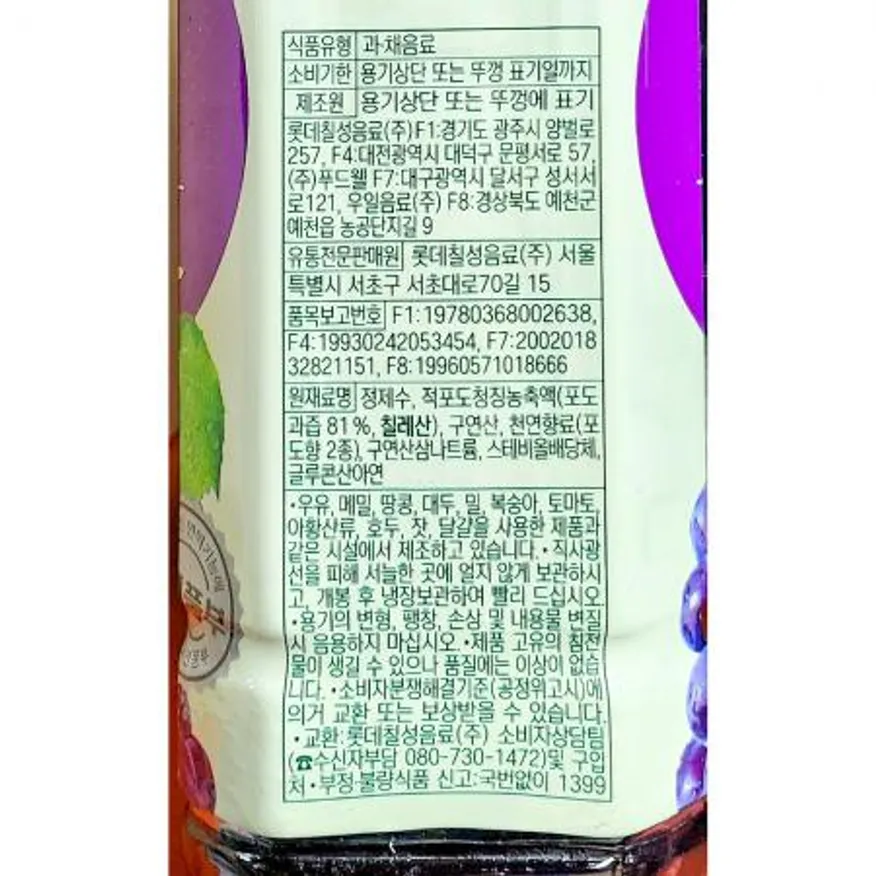 식품유형 과·채음료
소비기한 용기상단 또는 뚜껑 표기일까지
제조원 용기상단 또는 뚜껑에 표기
롯데칠성음료(주)F1:경기도 광주시 양벌로
257, F4:대전광역시 대덕구 문평서로 57,
(주)푸드웰 F7:대구광역시 달서구 성서서
로121, 우일음료(주) F8:경상북도 예천군
예천읍 농공단지길 9
유통전문판매원 롯데칠성음료(주) 서울
특별시 서초구 서초대로70길 15
품목보고번호 F1:19780368002638,
F4:19930242053454, F7:2002018
32821151, F8:19960571018666
원재료명 정제수, 적포도청징농축액(포도
과즙 81%, 칠레산), 구연산, 천연향료(포
도향 2종), 구연산삼나트륨, 스테비올배당체,
글루콘산아연
·우유, 메밀, 땅콩, 대두, 밀, 복숭아, 토마토,
아황산류, 호두, 잣, 달걀을 사용한 제품과
같은 시설에서 제조하고 있습니다.·직사광
선을 피해 서늘한 곳에 얼지 않게 보관하시
고, 개봉 후 냉장보관하여 빨리 드십시오.
·용기의 변형, 팽창, 손상 및 내용물 변질
시 음용하지 마십시오.·제품 고유의 침전
물이 생길 수 있으나 품질에는 이상이 없습
니다.·소비자분쟁해결기준(공정위고시)에
의거 교환 또는 보상받을 수 있습니다.
·교환:롯데칠성음료(주) 소비자상담팀
(☎수신자부담 080-730-1472)및 구입
처·부정·불량식품 신고:국번없이 1399